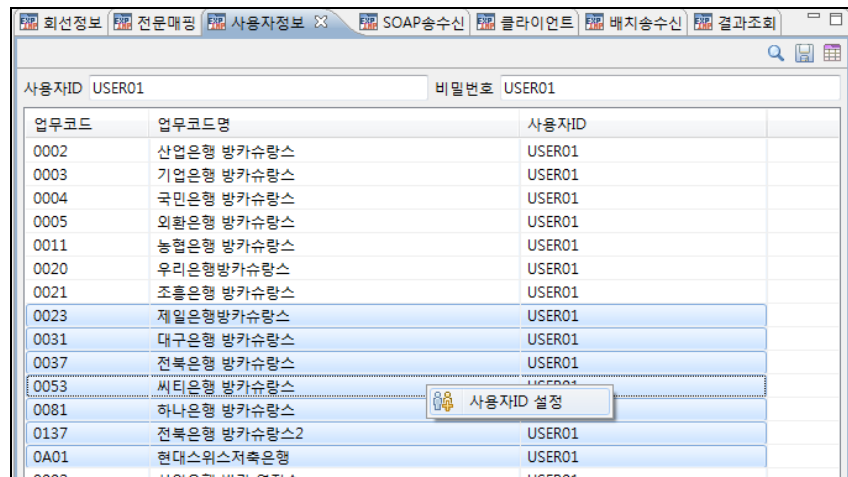 회선정보 전문매핑 사용자정보 SOAP송수신 클라이언트 배치송수신 결과조회
사용자ID USER01 비밀번호 USER01
업무코드 업무코드명 사용자ID
0002 산업은행 방카슈랑스 USER01
0003 기업은행 방카슈랑스 USER01
0004 국민은행 방카슈랑스 USER01
0005 외환은행 방카슈랑스 USER01
0011 농협은행 방카슈랑스 USER01
0020 우리은행방카슈랑스 USER01
0021 조흥은행 방카슈랑스 USER01
0023 제일은행방카슈랑스 USER01
0031 대구은행 방카슈랑스 USER01
0037 전북은행 방카슈랑스 USER01
0053 씨티은행 방카슈랑스
사용자ID 설정
0081 하나은행 방카슈랑스
0137 전북은행 방카슈랑스2 USER01
0A01 현대스위스저축은행 USER01